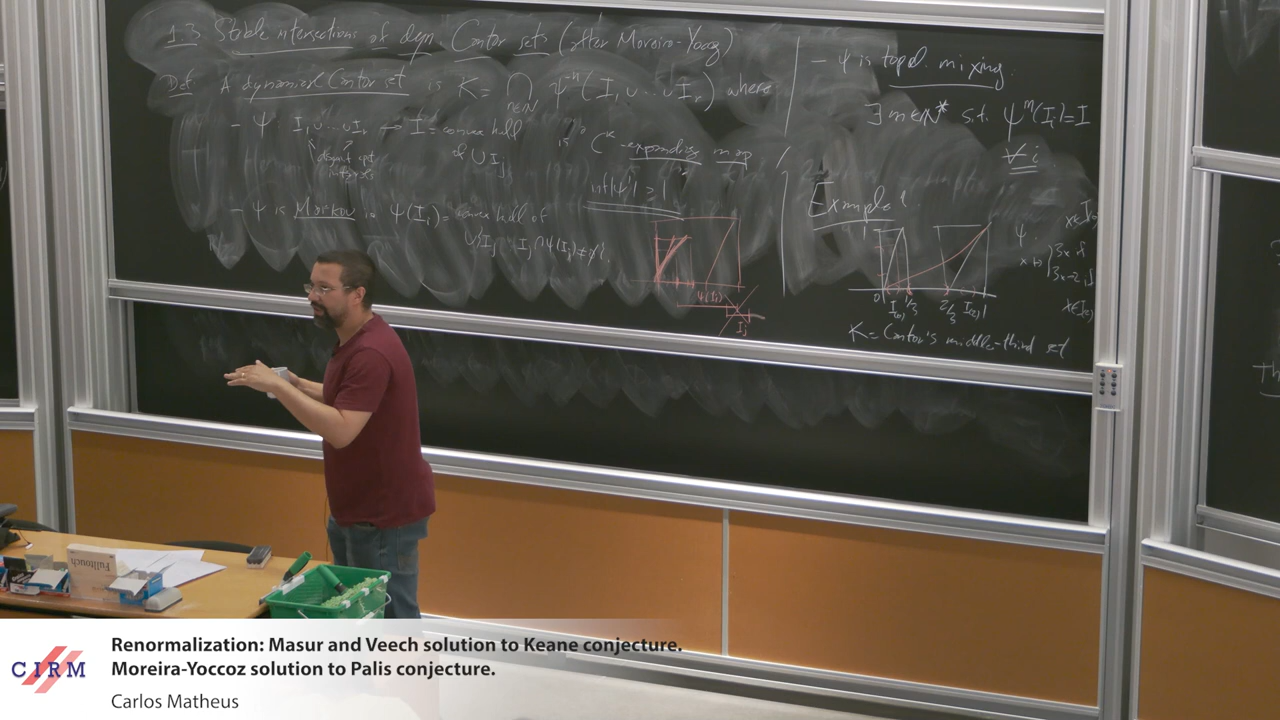 1.3 Stable intersections of dyn. Cantor sets (after Moreira-Yoccoz)
Def: A dynamical Cantor set is K = ⋂ ψ⁻ⁿ(I₁ ∪ … ∪ Iᵣ) where
n∈ℕ
- ψ I₁∪…∪Iᵣ → I = convex hull of ∪Iⱼ is C^k-expanding map
disjoint cpt intervals
inf|ψ'| ≥ 1
- ψ is Markov ψ(Iᵢ) = convex hull of
∪Iⱼ Iⱼ∩ψ(Iᵢ)≠∅
ψ(Iᵢ)
Iⱼ
- ψ is topol. mixing.
∃ m∈ℕ* s.t. ψᵐ(Iᵢ)=I
∀ i
Example 1.
1
0 1/3 2/3 1
ψ
x ↦ 3x if
3x-2 if
K = Cantor's middle-third set
th
Fulltouch
CIRM
Renormalization: Masur and Veech solution to Keane conjecture.
Moreira-Yoccoz solution to Palis conjecture.
Carlos Matheus